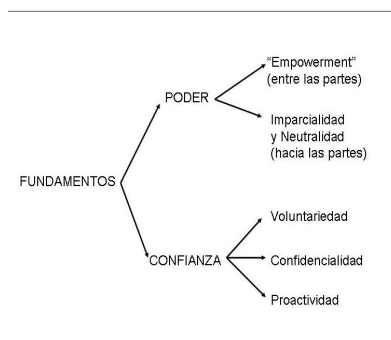 FUNDAMENTOS
PODER
“Empowerment”
(entre las partes)
Imparcialidad
y Neutralidad
(hacia las partes)
CONFIANZA
Voluntariedad
Confidencialidad
Proactividad